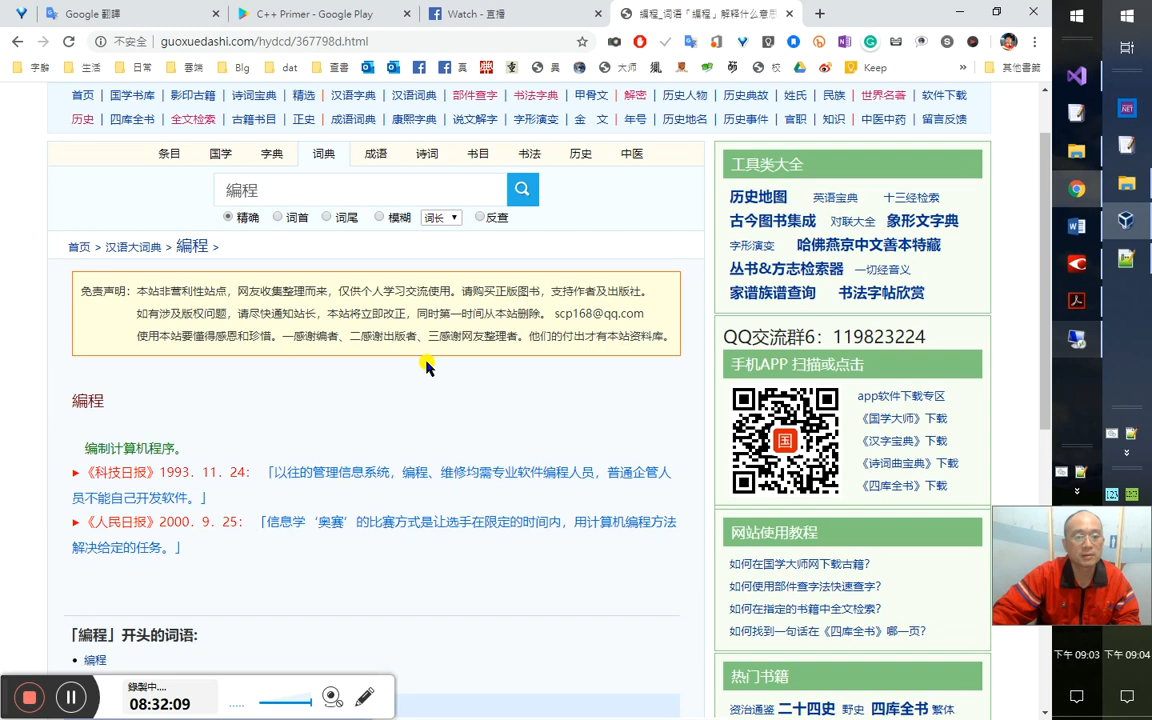 Google 翻譯
C++ Primer - Google Play
Watch - 直播
編程_词语「編程」解释什么意思
不安全 | guoxuedashi.com/hydcd/367798d.html
字辭 生活 日常 雲端 Blg dat 查書 真 異 大师 权 Keep » 其他書籤
首页 | 国学书库 | 影印古籍 | 诗词宝典 | 精选 | 汉语字典 | 汉语词典 | 部件查字 | 书法字典 | 甲骨文 | 解密 | 历史人物 | 历史典故 | 姓氏 | 民族 | 世界名著 | 软件下载
历史 | 四库全书 | 全文检索 | 古籍书目 | 正史 | 成语词典 | 康熙字典 | 说文解字 | 字形演变 | 金 文 | 年号 | 历史地名 | 历史事件 | 官职 | 知识 | 中医中药 | 留言反馈
条目 国学 字典 词典 成语 诗词 书目 书法 历史 中医
編程
精确 词首 词尾 模糊 词长 反查
首页 > 汉语大词典 > 編程 >
免责声明：本站非营利性站点，网友收集整理而来，仅供个人学习交流使用。请购买正版图书，支持作者及出版社。
如有涉及版权问题，请尽快通知站长，本站将立即改正，同时第一时间从本站删除。 scp168@qq.com
使用本站要懂得感恩和珍惜。一感谢编者、二感谢出版者、三感谢网友整理者。他们的付出才有本站资料库。
編程
编制计算机程序。
▸《科技日报》1993．11．24：「以往的管理信息系统，编程、维修均需专业软件编程人员，普通企管人
员不能自己开发软件。」
▸《人民日报》2000．9．25：「信息学‘奥赛’的比赛方式是让选手在限定的时间内，用计算机编程方法
解决给定的任务。」
「編程」开头的词语:
• 编程
工具类大全
历史地图 英语宝典 十三经检索
古今图书集成 对联大全 象形文字典
字形演变 哈佛燕京中文善本特藏
丛书&方志检索器 一切经音义
家谱族谱查询 书法字帖欣赏
QQ交流群6：119823224
手机APP 扫描或点击
国
app软件下载专区
《国学大师》下载
《汉字宝典》下载
《诗词曲宝典》下载
《四库全书》下载
网站使用教程
如何在国学大师网下载古籍?
如何使用部件查字法快速查字?
如何在指定的书籍中全文检索?
如何找到一句话在《四库全书》哪一页?
热门书籍
资治通鉴 二十四史 野史 四库全书 繁体
錄製中....
08:32:09
下午 09:03 下午 09:04